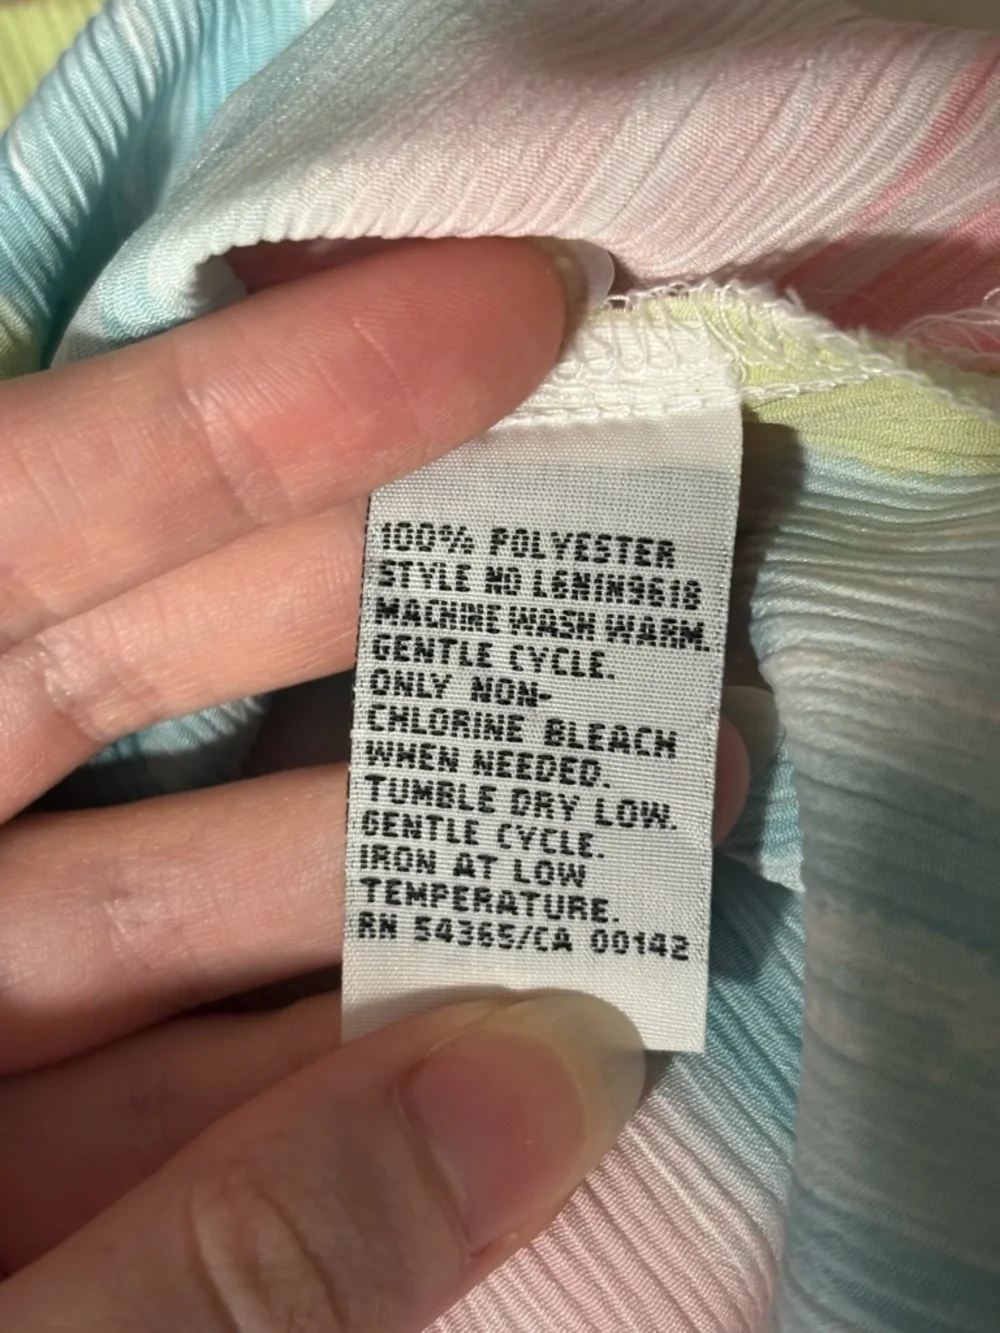 100% POLYESTER
STYLE NO L6NIN9618
MACHINE WASH WARM.
GENTLE CYCLE.
ONLY NON-
CHLORINE BLEACH
WHEN NEEDED.
TUMBLE DRY LOW.
GENTLE CYCLE.
IRON AT LOW
TEMPERATURE.
RN 54365/CA 00142